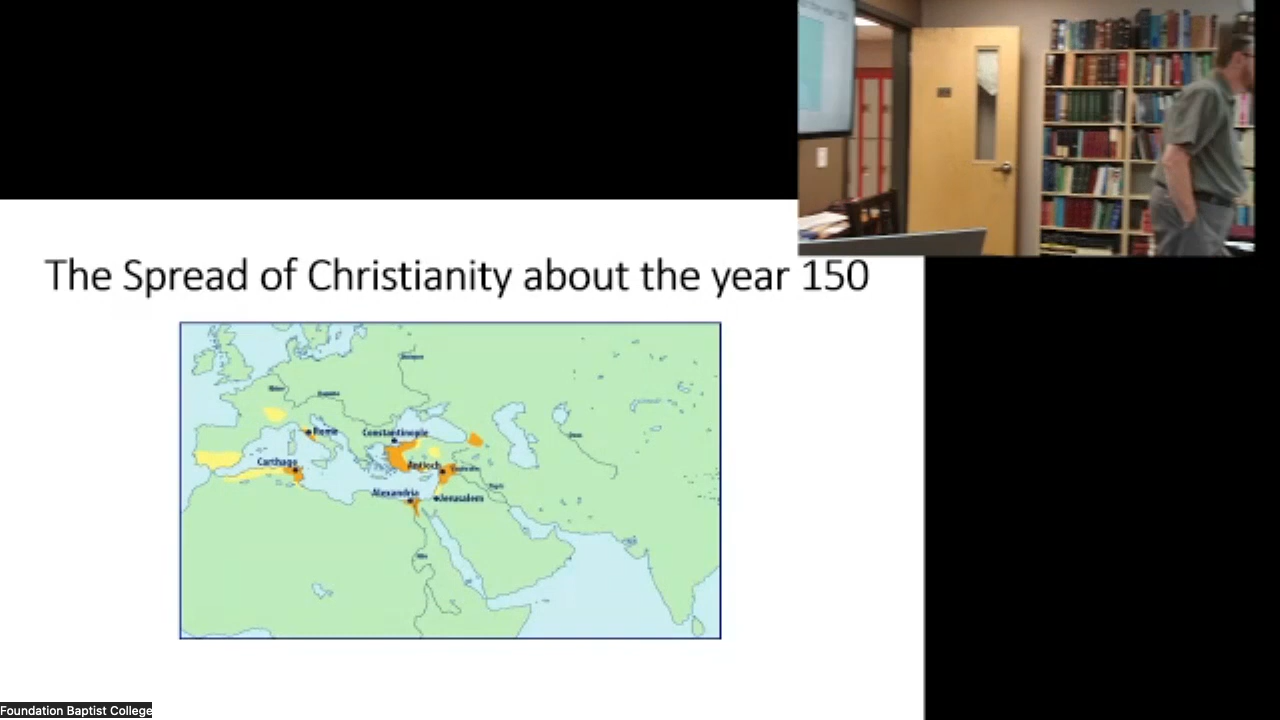 The Spread of Christianity about the year 150
Rome
Constantinople
Carthage
Antioch
Alexandria
Jerusalem
Foundation Baptist College